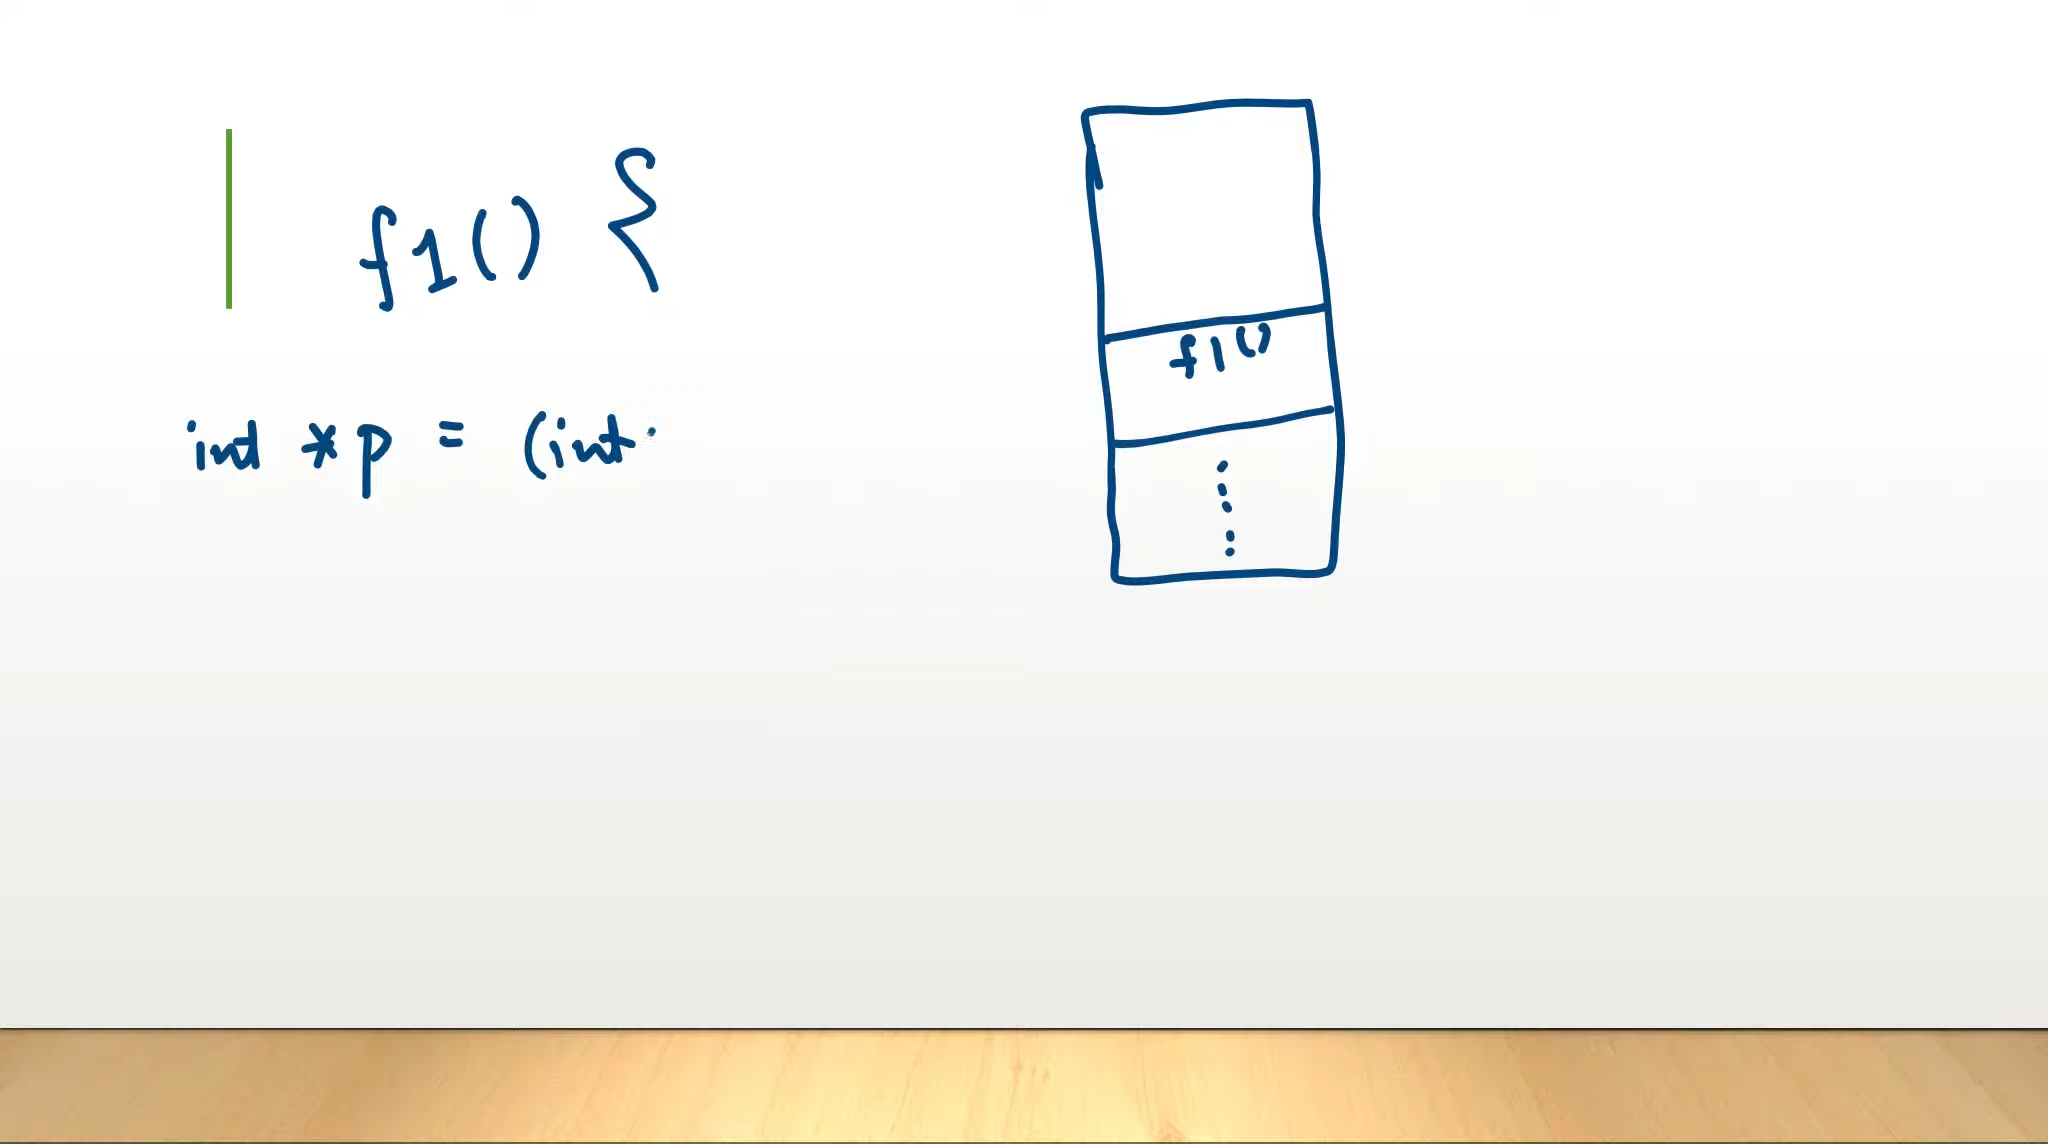 f1() {
int *p = (int
f1()